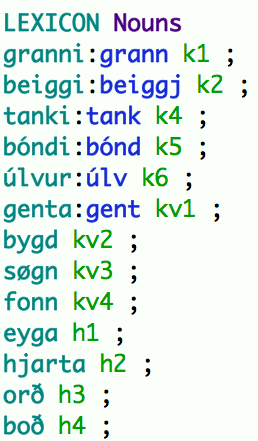 LEXICON Nouns
granni:grann k1 ;
beiggi:beiggj k2 ;
tanki:tank k4 ;
bóndi:bónd k5 ;
úlvur:úlv k6 ;
genta:gent kv1 ;
bygd kv2 ;
søgn kv3 ;
fonn kv4 ;
eyga h1 ;
hjarta h2 ;
orð h3 ;
boð h4 ;